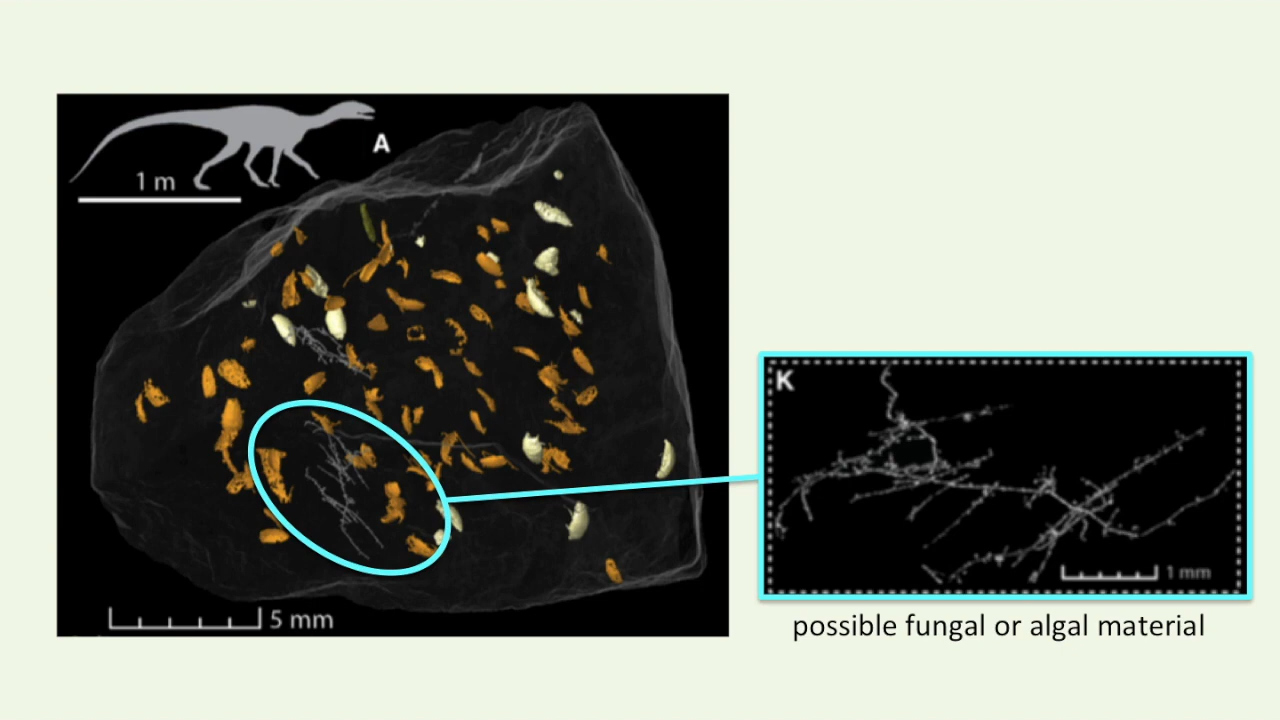 A
1 m
K
1 mm
5 mm
possible fungal or algal material